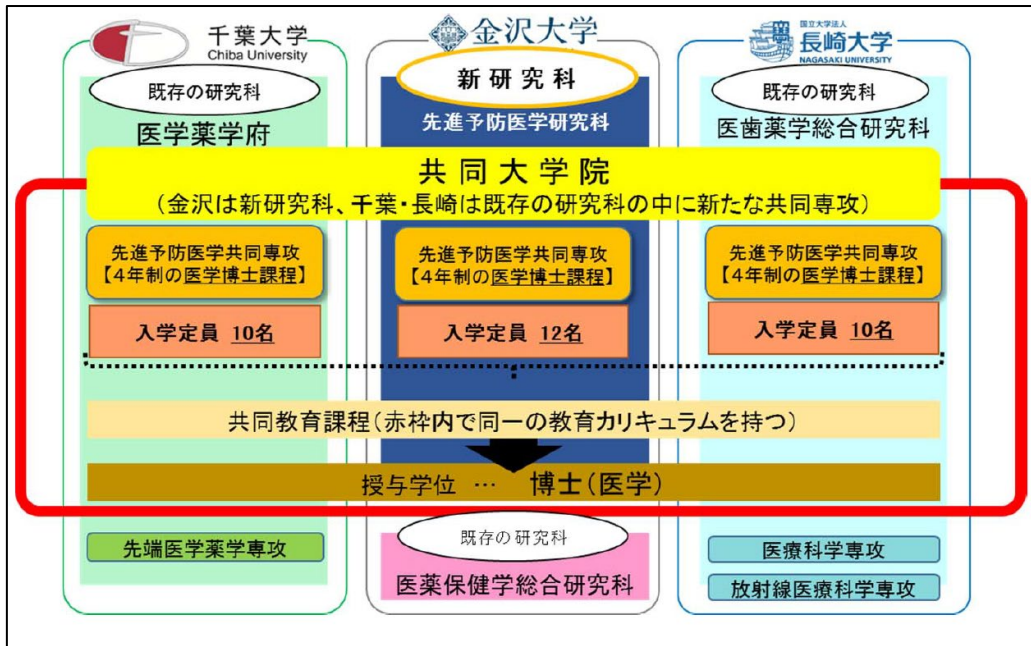 千葉大学
Chiba University
既存の研究科
医学薬学府
金沢大学
新研究科
先進予防医学研究科
国立大学法人
長崎大学
NAGASAKI UNIVERSITY
既存の研究科
医歯薬学総合研究科
共同大学院
(金沢は新研究科、千葉・長崎は既存の研究科の中に新たな共同専攻)
先進予防医学共同専攻
【4年制の医学博士課程】
入学定員 10名
先進予防医学共同専攻
【4年制の医学博士課程】
入学定員 12名
先進予防医学共同専攻
【4年制の医学博士課程】
入学定員 10名
共同教育課程(赤枠内で同一の教育カリキュラムを持つ)
授与学位 … 博士(医学)
先端医学薬学専攻
既存の研究科
医薬保健学総合研究科
医療科学専攻
放射線医療科学専攻